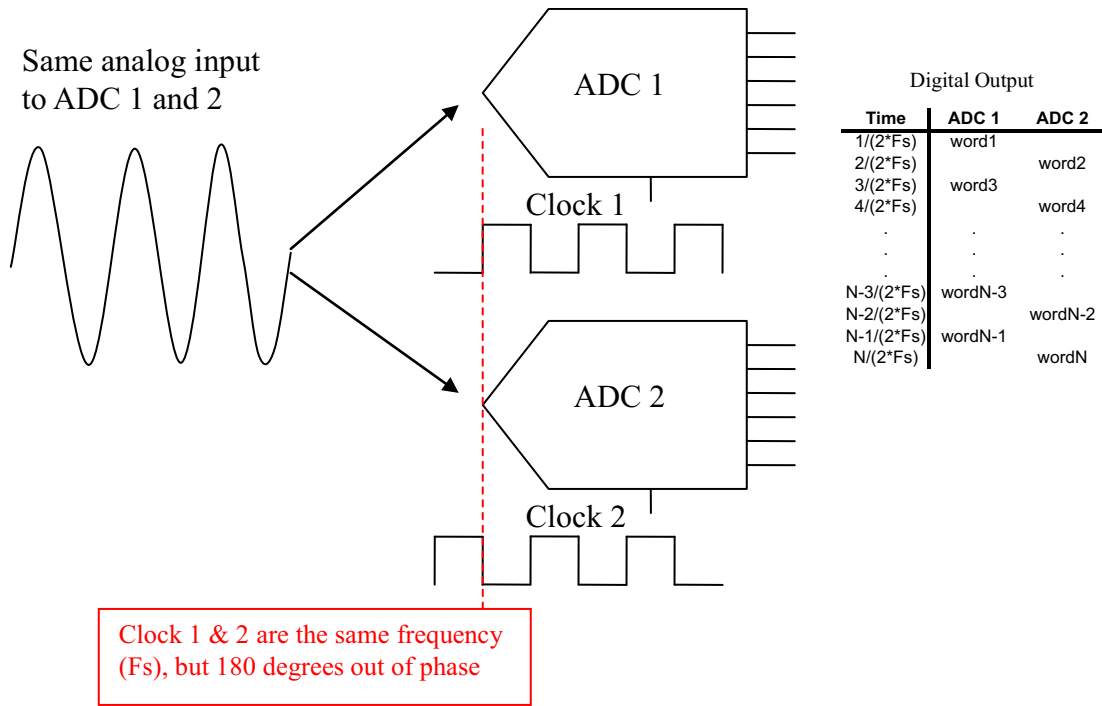 Same analog input
to ADC 1 and 2
ADC 1
Clock 1
ADC 2
Clock 2
Clock 1 & 2 are the same frequency
(Fs), but 180 degrees out of phase
Digital Output
Time ADC 1 ADC 2
1/(2*Fs) word1
2/(2*Fs) word2
3/(2*Fs) word3
4/(2*Fs) word4
. . .
. . .
. . .
N-3/(2*Fs) wordN-3
N-2/(2*Fs) wordN-2
N-1/(2*Fs) wordN-1
N/(2*Fs) wordN